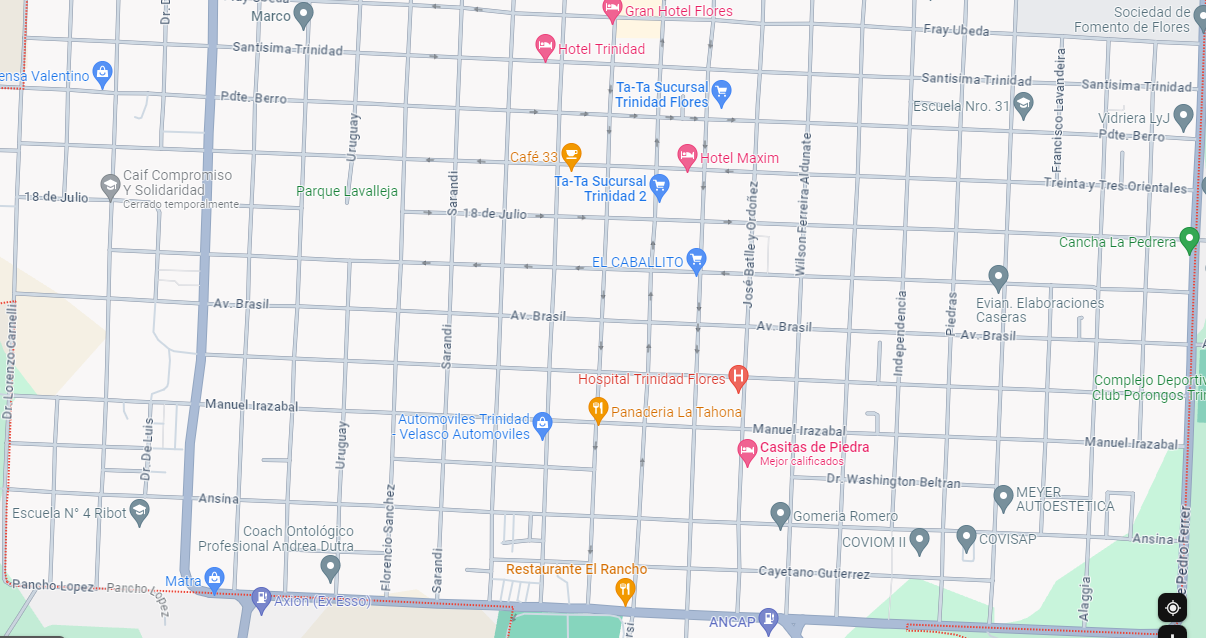 Marco
Gran Hotel Flores
Sociedad de
Fomento de Flores
Fray Ubeda
Santisima Trinidad
Hotel Trinidad
ensa Valentino
Pdte. Berro
Ta-Ta Sucursal
Trinidad Flores
Santisima Trinidad
Santisima Trinidad
Escuela Nro. 31
Francisco Lavandeira
Vidriera LyJ
Pdte. Berro
Uruguay
Café 33
Hotel Maxim
Caif Compromiso
Y Solidaridad
Cerrado temporalmente
18 de Julio
Parque Lavalleja
Sarandi
Ta-Ta Sucursal
Trinidad 2
18 de Julio
José Batlle y Ordoñez
Wilson Ferreira Aldunate
Treinta y Tres Orientales
Cancha La Pedrera
EL CABALLITO
Evian. Elaboraciones
Caseras
Av. Brasil
Av. Brasil
Av. Brasil
Av. Brasil
Independencia
Piedras
Dr. Lorenzo Carnelli
Sarandi
Hospital Trinidad Flores
Complejo Deportiv
Club Porongos Tri
Manuel Irazabal
Automoviles Trinidad
- Velasco Automoviles
Panaderia La Tahona
Manuel Irazabal
Manuel Irazabal
Casitas de Piedra
Mejor calificados
Dr. De Luis
Uruguay
Dr. Washington Beltran
Ansina
Escuela N° 4 Ribot
Florencio Sanchez
MEYER
AUTOESTETICA
Gomeria Romero
Coach Ontológico
Profesional Andrea Dutra
COVIOM II
COVISAP
Ansina
Pedro Ferrer
Sarandi
Restaurante El Rancho
Cayetano Gutierrez
Pancho Lopez
Pancho Lopez
Matra
Axion (Ex Esso)
Alaggia
ANCAP